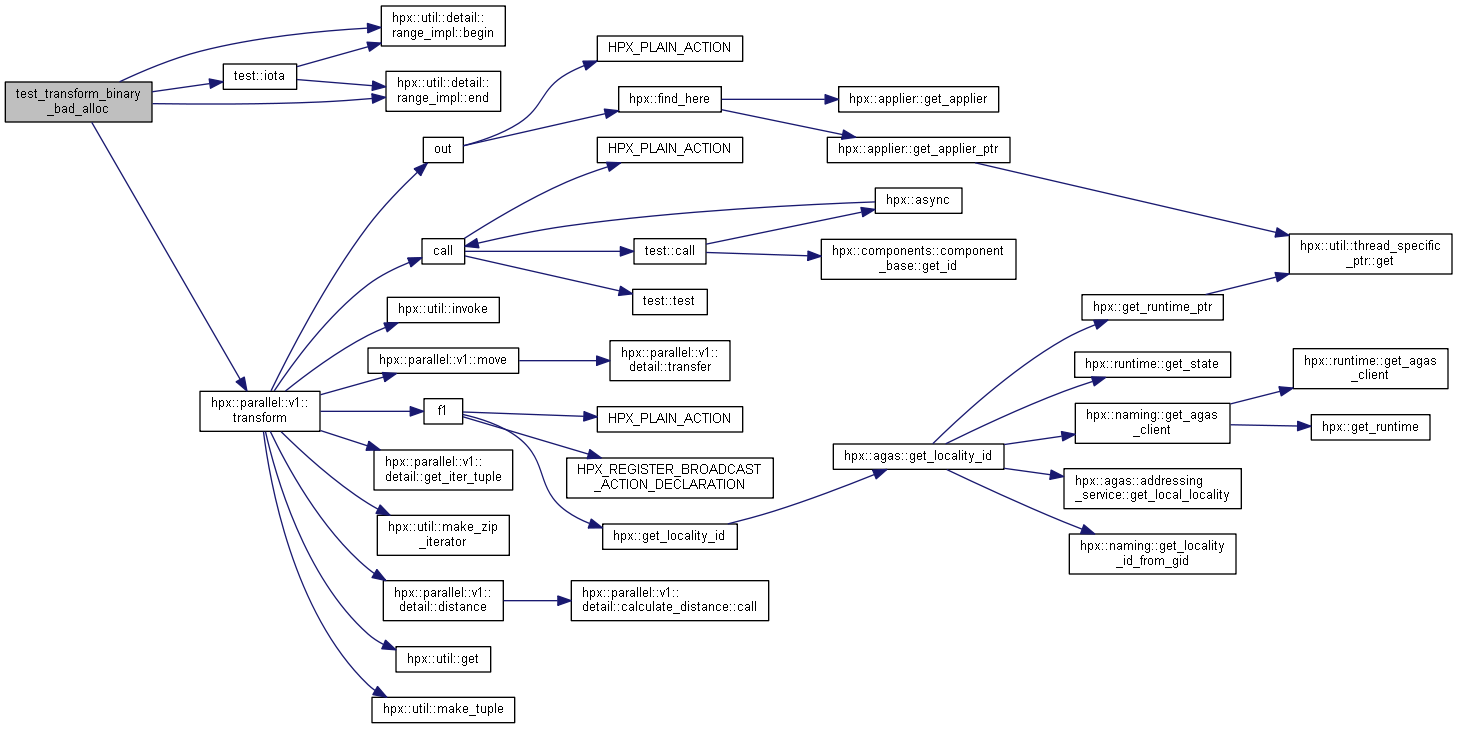 test_transform_binary
_bad_alloc
hpx::util::detail::
range_impl::begin
test::iota
hpx::util::detail::
range_impl::end
hpx::parallel::v1::
transform
out
HPX_PLAIN_ACTION
hpx::find_here
hpx::applier::get_applier
hpx::applier::get_applier_ptr
hpx::util::thread_specific
_ptr::get
call
HPX_PLAIN_ACTION
test::call
hpx::async
hpx::components::component
_base::get_id
test::test
hpx::util::invoke
hpx::parallel::v1::move
hpx::parallel::v1::
detail::transfer
f1
HPX_PLAIN_ACTION
HPX_REGISTER_BROADCAST
_ACTION_DECLARATION
hpx::get_locality_id
hpx::agas::get_locality_id
hpx::get_runtime_ptr
hpx::runtime::get_state
hpx::naming::get_agas
_client
hpx::runtime::get_agas
_client
hpx::get_runtime
hpx::agas::addressing
_service::get_local_locality
hpx::naming::get_locality
_id_from_gid
hpx::parallel::v1::
detail::get_iter_tuple
hpx::util::make_zip
_iterator
hpx::parallel::v1::
detail::distance
hpx::parallel::v1::
detail::calculate_distance::call
hpx::util::get
hpx::util::make_tuple